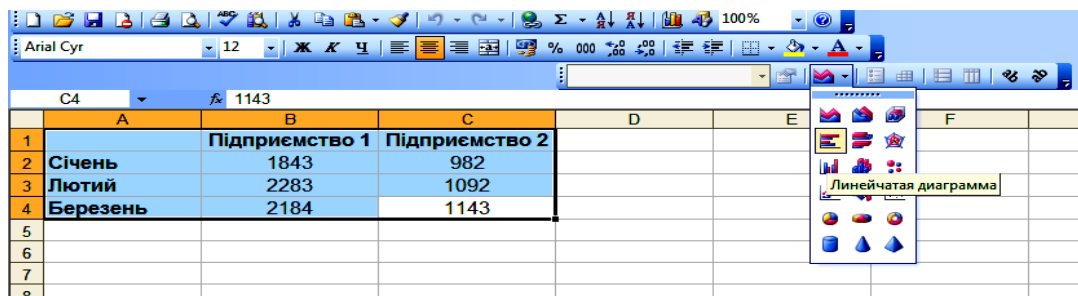 100%
Arial Cyr 12 Ж К Ч % 000
C4 fx 1143
A B C D E F
1 Підприємство 1 Підприємство 2
2 Січень 1843 982
3 Лютий 2283 1092
Линейчатая диаграмма
4 Березень 2184 1143
5
6
7
8